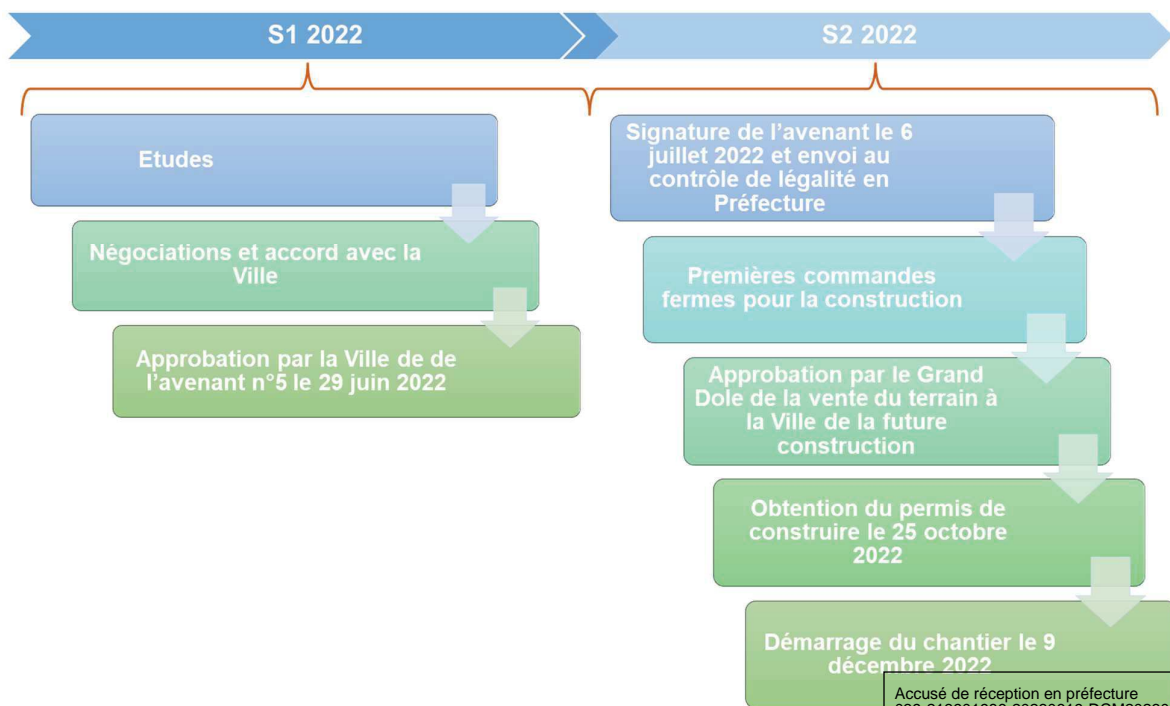 S1 2022
S2 2022
Etudes
Négociations et accord avec la
Ville
Approbation par la Ville de de
l'avenant n°5 le 29 juin 2022
Signature de l'avenant le 6
juillet 2022 et envoi au
contrôle de légalité en
Préfecture
Premières commandes
fermes pour la construction
Approbation par le Grand
Dole de la vente du terrain à
la Ville de la future
construction
Obtention du permis de
construire le 25 octobre
2022
Démarrage du chantier le 9
décembre 2022
Accusé de réception en préfecture